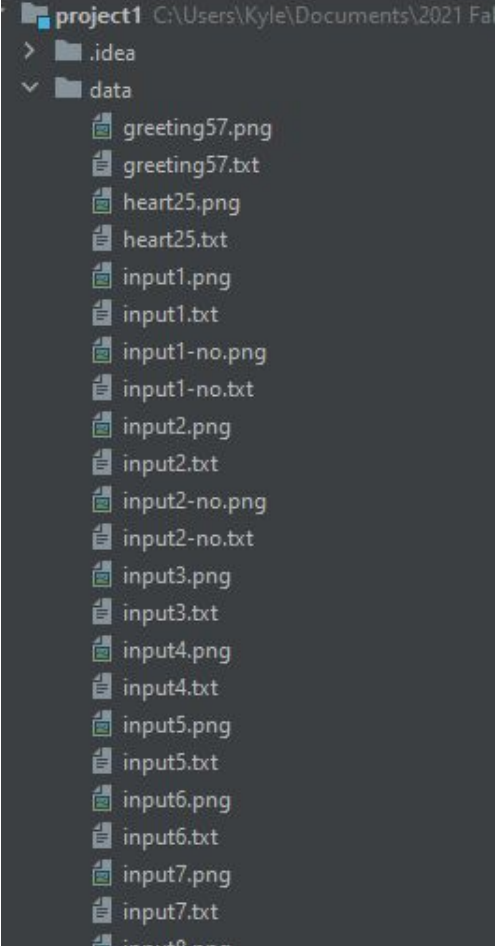 project1 C:\Users\Kyle\Documents\2021 Fal
.idea
data
greeting57.png
greeting57.txt
heart25.png
heart25.txt
input1.png
input1.txt
input1-no.png
input1-no.txt
input2.png
input2.txt
input2-no.png
input2-no.txt
input3.png
input3.txt
input4.png
input4.txt
input5.png
input5.txt
input6.png
input6.txt
input7.png
input7.txt